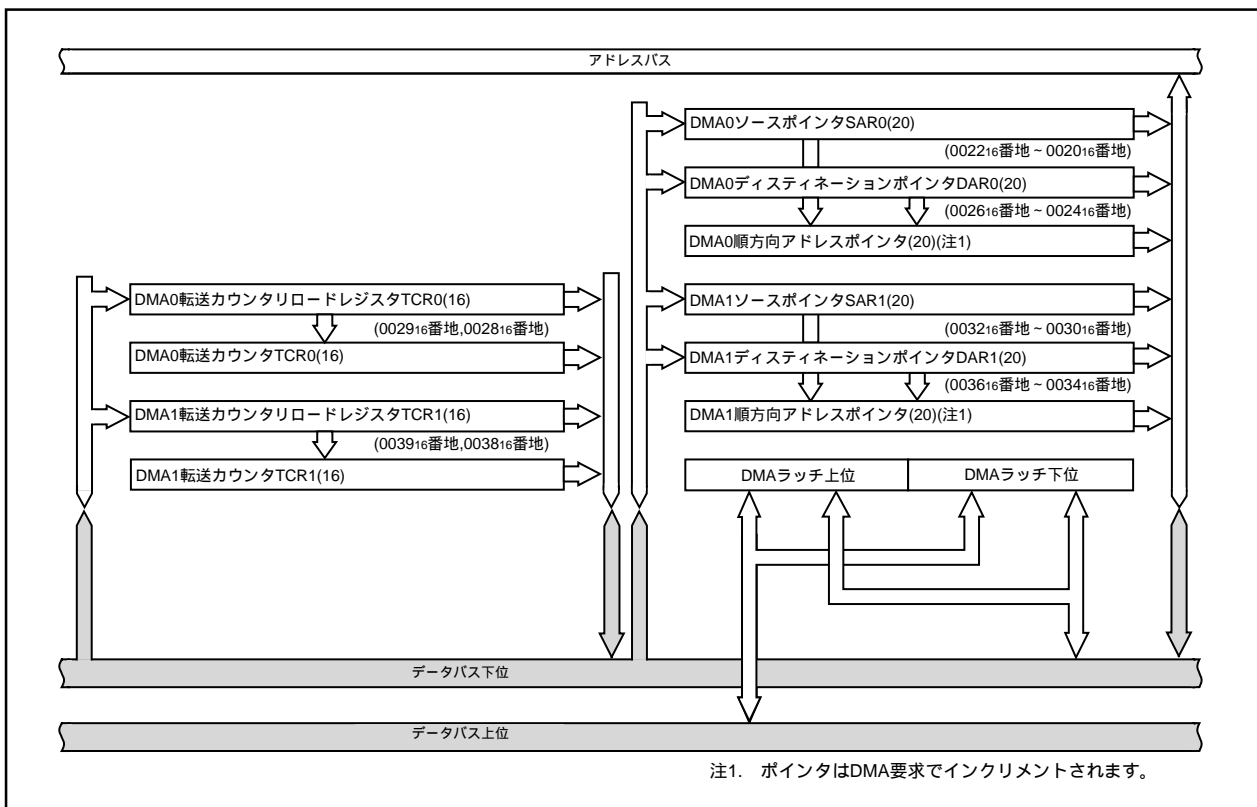 アドレスバス
DMA0ソースポインタSAR0(20)
(002216番地~002016番地)
DMA0ディスティネーションポインタDAR0(20)
(002616番地~002416番地)
DMA0順方向アドレスポインタ(20)(注1)
DMA0転送カウンタリロードレジスタTCR0(16)
(002916番地,002816番地)
DMA0転送カウンタTCR0(16)
DMA1転送カウンタリロードレジスタTCR1(16)
(003916番地,003816番地)
DMA1転送カウンタTCR1(16)
DMA1ソースポインタSAR1(20)
(003216番地~003016番地)
DMA1ディスティネーションポインタDAR1(20)
(003616番地~003416番地)
DMA1順方向アドレスポインタ(20)(注1)
DMAラッチ上位 DMAラッチ下位
データバス下位
データバス上位
注1. ポインタはDMA要求でインクリメントされます。